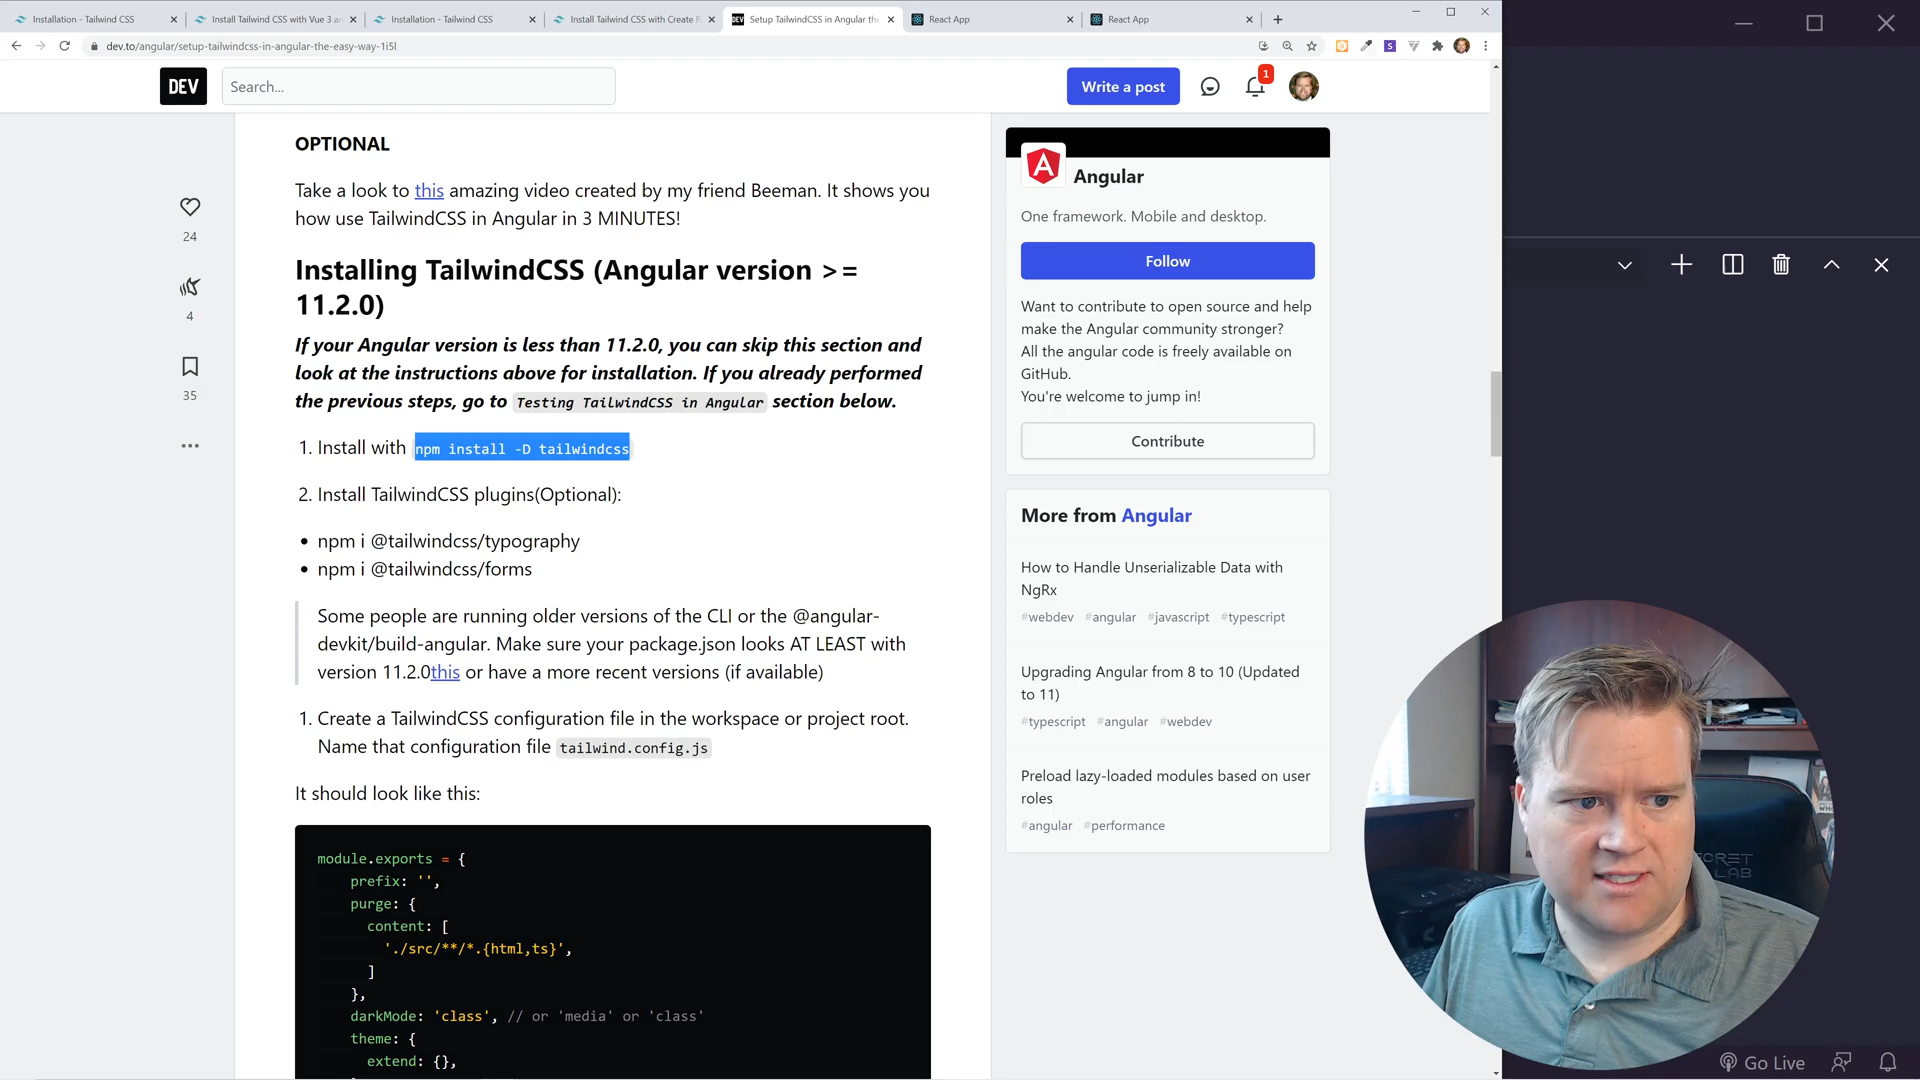 Installation - Tailwind CSS
Install Tailwind CSS with Vue 3 an
Installation - Tailwind CSS
Install Tailwind CSS with Create R
Setup TailwindCSS in Angular the
React App
React App
dev.to/angular/setup-tailwindcss-in-angular-the-easy-way-1i5l
DEV
Search...
Write a post
1
OPTIONAL
Take a look to this amazing video created by my friend Beeman. It shows you
how use TailwindCSS in Angular in 3 MINUTES!
24
4
35
Installing TailwindCSS (Angular version >=
11.2.0)
If your Angular version is less than 11.2.0, you can skip this section and
look at the instructions above for installation. If you already performed
the previous steps, go to Testing TailwindCSS in Angular section below.
1. Install with npm install -D tailwindcss
2. Install TailwindCSS plugins(Optional):
• npm i @tailwindcss/typography
• npm i @tailwindcss/forms
Some people are running older versions of the CLI or the @angular-
devkit/build-angular. Make sure your package.json looks AT LEAST with
version 11.2.0this or have a more recent versions (if available)
1. Create a TailwindCSS configuration file in the workspace or project root.
Name that configuration file tailwind.config.js
It should look like this:
module.exports = {
prefix: '',
purge: {
content: [
'./src/**/*.{html,ts}',
]
},
darkMode: 'class', // or 'media' or 'class'
theme: {
extend: {},
Angular
One framework. Mobile and desktop.
Follow
Want to contribute to open source and help
make the Angular community stronger?
All the angular code is freely available on
GitHub.
You're welcome to jump in!
Contribute
More from Angular
How to Handle Unserializable Data with
NgRx
#webdev #angular #javascript #typescript
Upgrading Angular from 8 to 10 (Updated
to 11)
#typescript #angular #webdev
Preload lazy-loaded modules based on user
roles
#angular #performance
Go Live